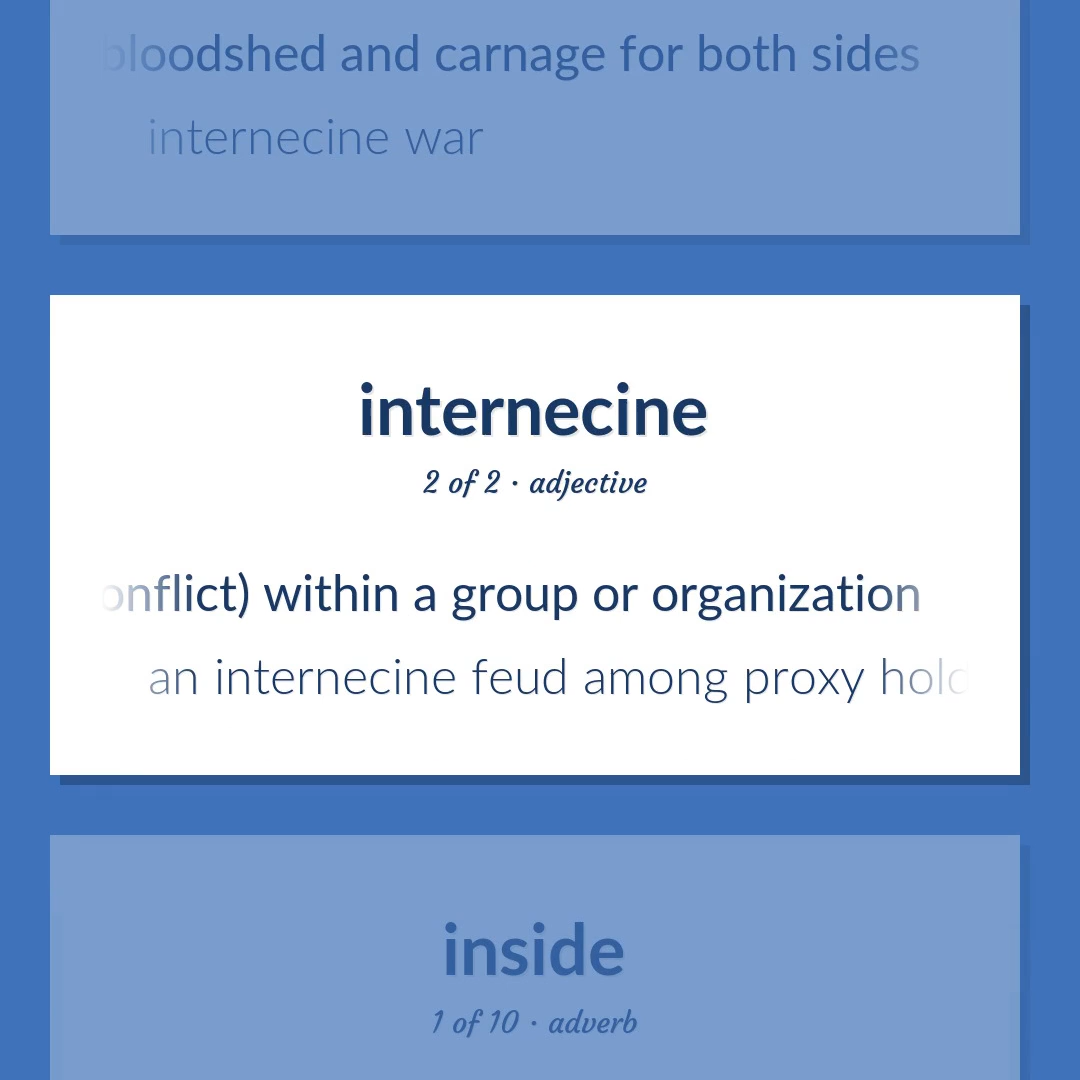 bloodshed and carnage for both sides
internecine war
internecine
2 of 2 · adjective
onflict) within a group or organization
an internecine feud among proxy hol
inside
1 of 10 · adverb